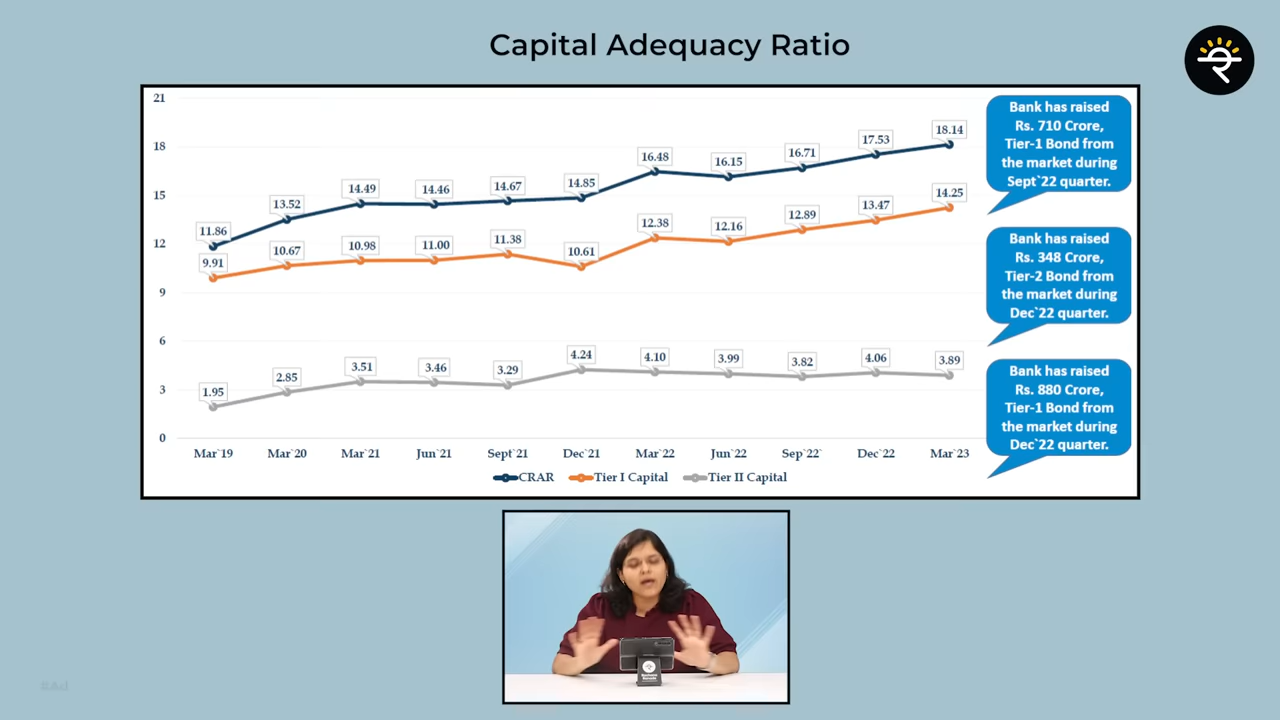 Capital Adequacy Ratio
21
18
15
12
9
6
3
0
11.86
13.52
14.49
14.46
14.67
14.85
16.48
16.15
16.71
17.53
18.14
9.91
10.67
10.98
11.00
11.38
10.61
12.38
12.16
12.89
13.47
14.25
1.95
2.85
3.51
3.46
3.29
4.24
4.10
3.99
3.82
4.06
3.89
Mar`19
Mar`20
Mar`21
Jun`21
Sept`21
Dec`21
Mar`22
Jun`22
Sep`22`
Dec`22
Mar`23
CRAR
Tier I Capital
Tier II Capital
Bank has raised
Rs. 710 Crore,
Tier-1 Bond from
the market during
Sept`22 quarter.
Bank has raised
Rs. 348 Crore,
Tier-2 Bond from
the market during
Dec`22 quarter.
Bank has raised
Rs. 880 Crore,
Tier-1 Bond from
the market during
Dec`22 quarter.
#Ad